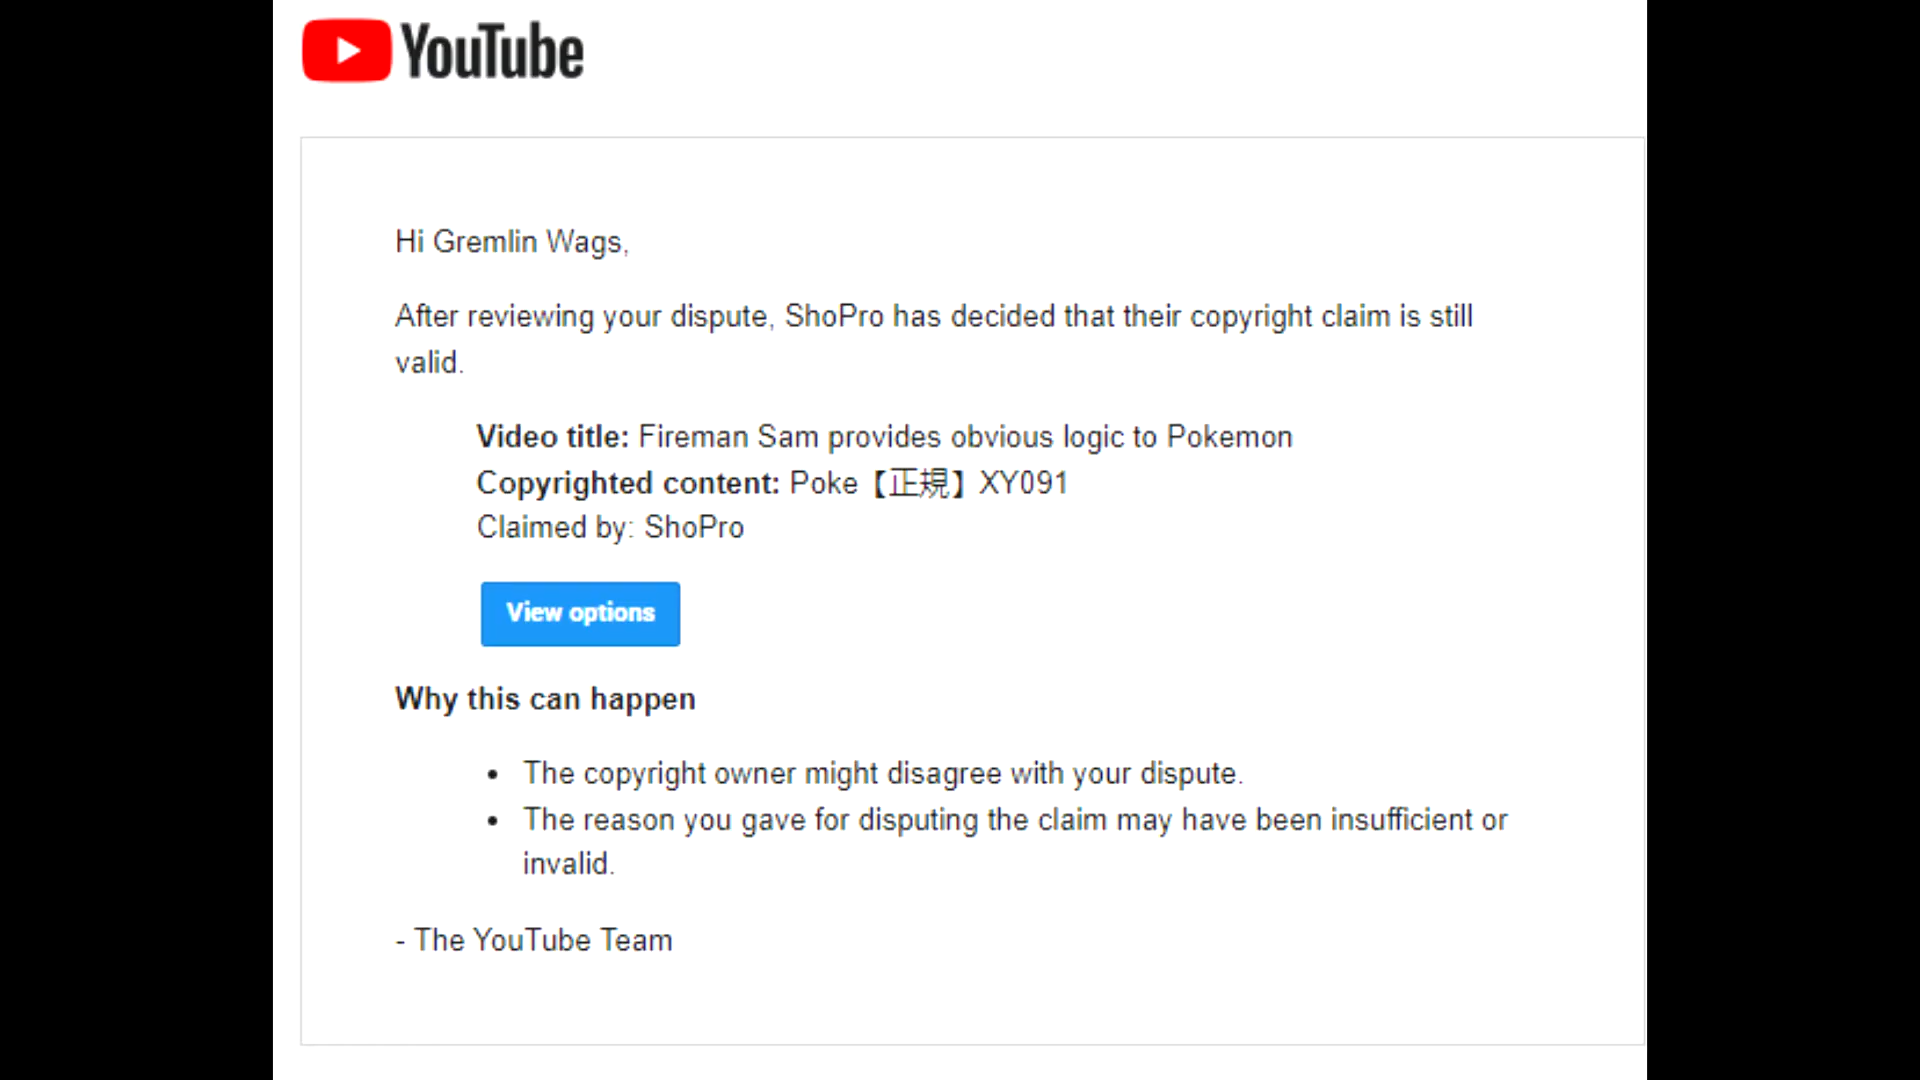 YouTube
Hi Gremlin Wags,
After reviewing your dispute, ShoPro has decided that their copyright claim is still
valid.
Video title: Fireman Sam provides obvious logic to Pokemon
Copyrighted content: Poke【正規】XY091
Claimed by: ShoPro
View options
Why this can happen
• The copyright owner might disagree with your dispute.
• The reason you gave for disputing the claim may have been insufficient or
invalid.
- The YouTube Team